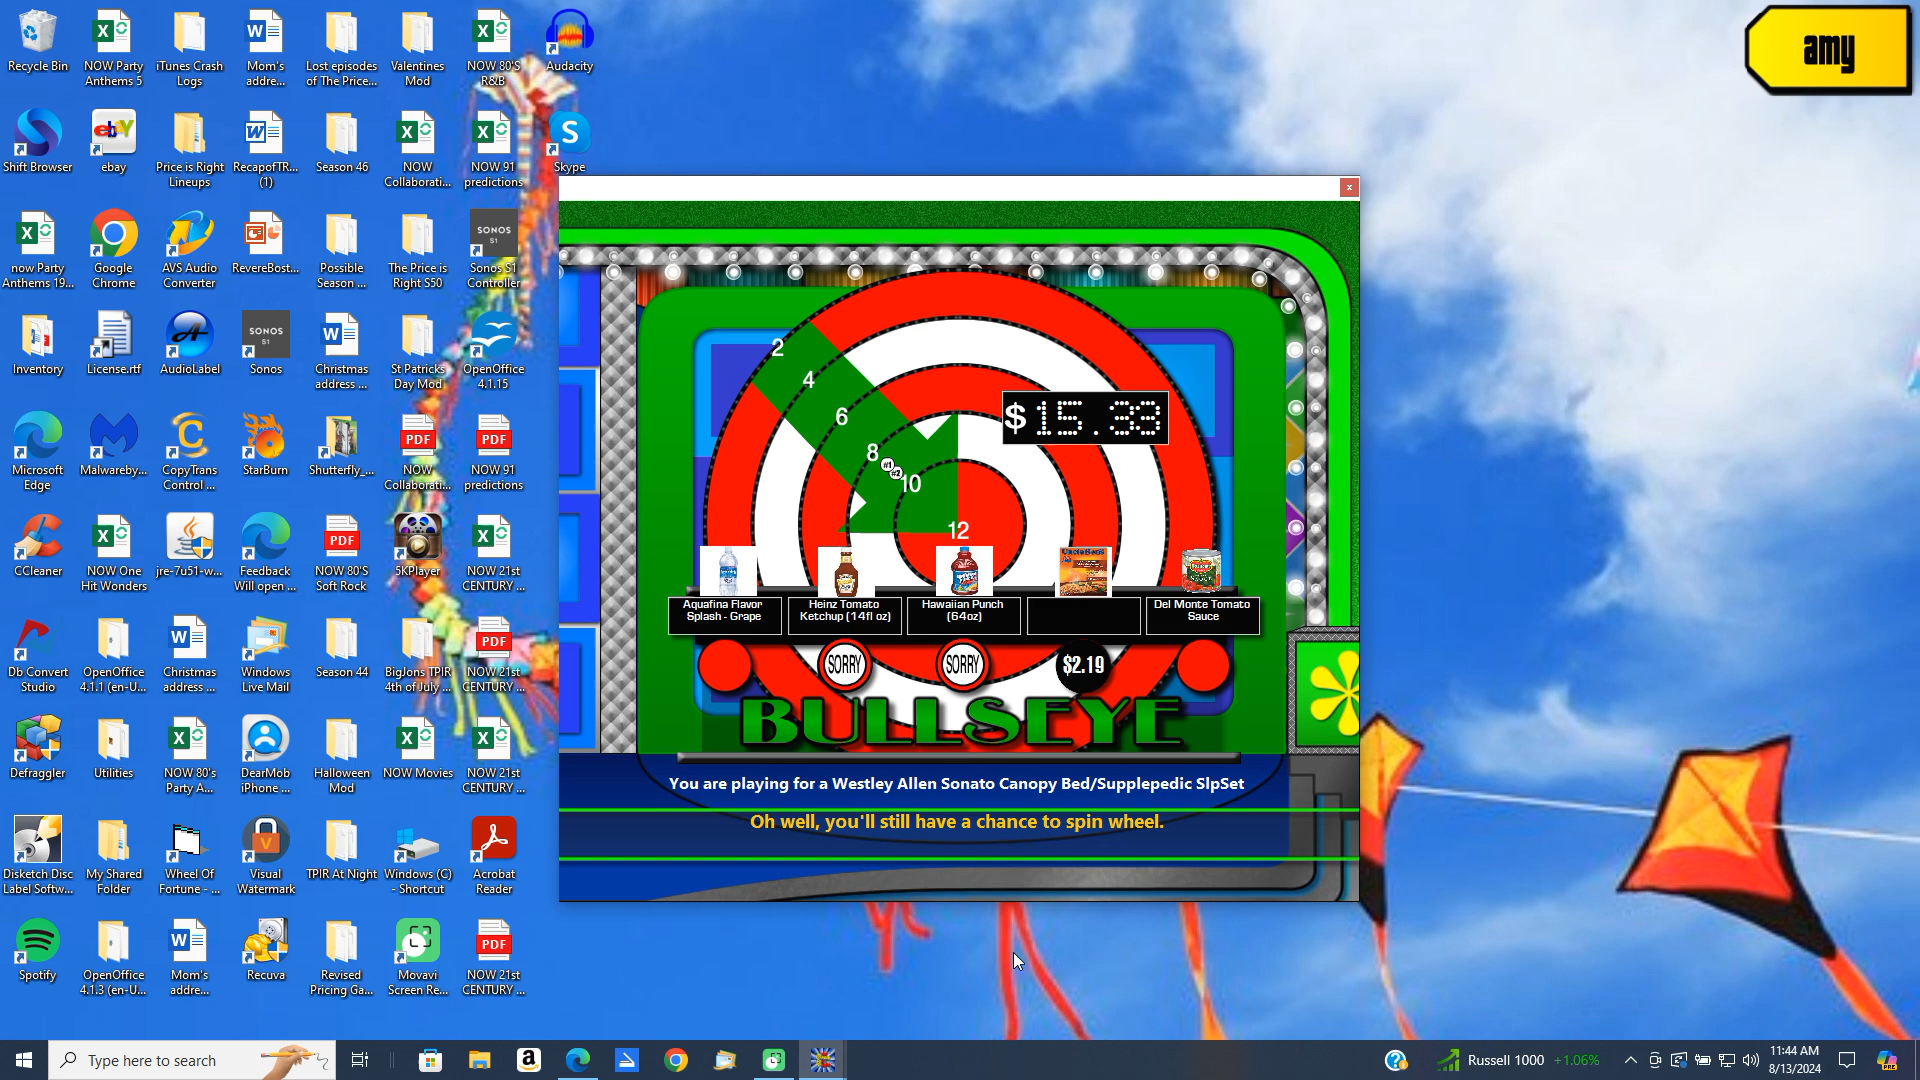 Recycle Bin
NOW Party
Anthems 5
iTunes Crash
Logs
Mom's
addre...
Lost episodes
of The Price...
Valentines
Mod
NOW 80'S
R&B
Audacity
amy
Shift Browser
ebay
Price is Right
Lineups
RecapofTR...
(1)
Season 46
NOW
Collaborati...
NOW 91
predictions
Skype
now Party
Anthems 19...
Google
Chrome
AVS Audio
Converter
RevereBost...
Possible
Season ...
The Price is
Right S50
SONOS
S1
Sonos S1
Controller
Inventory
License.rtf
AudioLabel
SONOS
S1
Sonos
Christmas
address ...
St Patricks
Day Mod
OpenOffice
4.1.15
Microsoft
Edge
Malwareby...
CopyTrans
Control ...
StarBurn
Shutterfly_...
PDF
NOW
Collaborati...
PDF
NOW 91
predictions
CCleaner
NOW One
Hit Wonders
jre-7u51-w...
Feedback
Will open ...
PDF
NOW 80'S
Soft Rock
5KPlayer
NOW 21st
CENTURY ...
Db Convert
Studio
OpenOffice
4.1.1 (en-U...
Christmas
address ...
Windows
Live Mail
Season 44
BigJons TPIR
4th of July ...
PDF
NOW 21st
CENTURY ...
Defraggler
Utilities
NOW 80's
Party A...
DearMob
iPhone ...
Halloween
Mod
NOW Movies
NOW 21st
CENTURY ...
Disketch Disc
Label Softw...
My Shared
Folder
Wheel Of
Fortune - ...
Visual
Watermark
TPIR At Night
Windows (C)
- Shortcut
Acrobat
Reader
Spotify
OpenOffice
4.1.3 (en-U...
Mom's
addre...
Recuva
Revised
Pricing Ga...
Movavi
Screen Re...
PDF
NOW 21st
CENTURY ...
2
4
6
8
#1
#2
10
12
$15.33
Aquafina Flavor
Splash - Grape
Heinz Tomato
Ketchup (14fl oz)
Hawaiian Punch
(64oz)
Del Monte Tomato
Sauce
SORRY
SORRY
$2.19
BULLSEYE
You are playing for a Westley Allen Sonato Canopy Bed/Supplepedic SlpSet
Oh well, you'll still have a chance to spin wheel.
Type here to search
Russell 1000 +1.06%
11:44 AM
8/13/2024